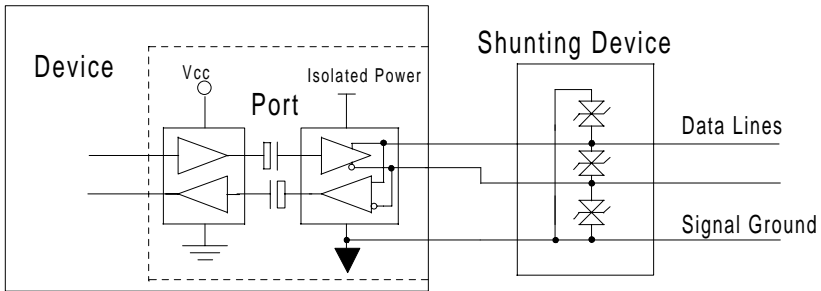 Shunting Device
Device
Vcc
Isolated Power
Port
Data Lines
Signal Ground